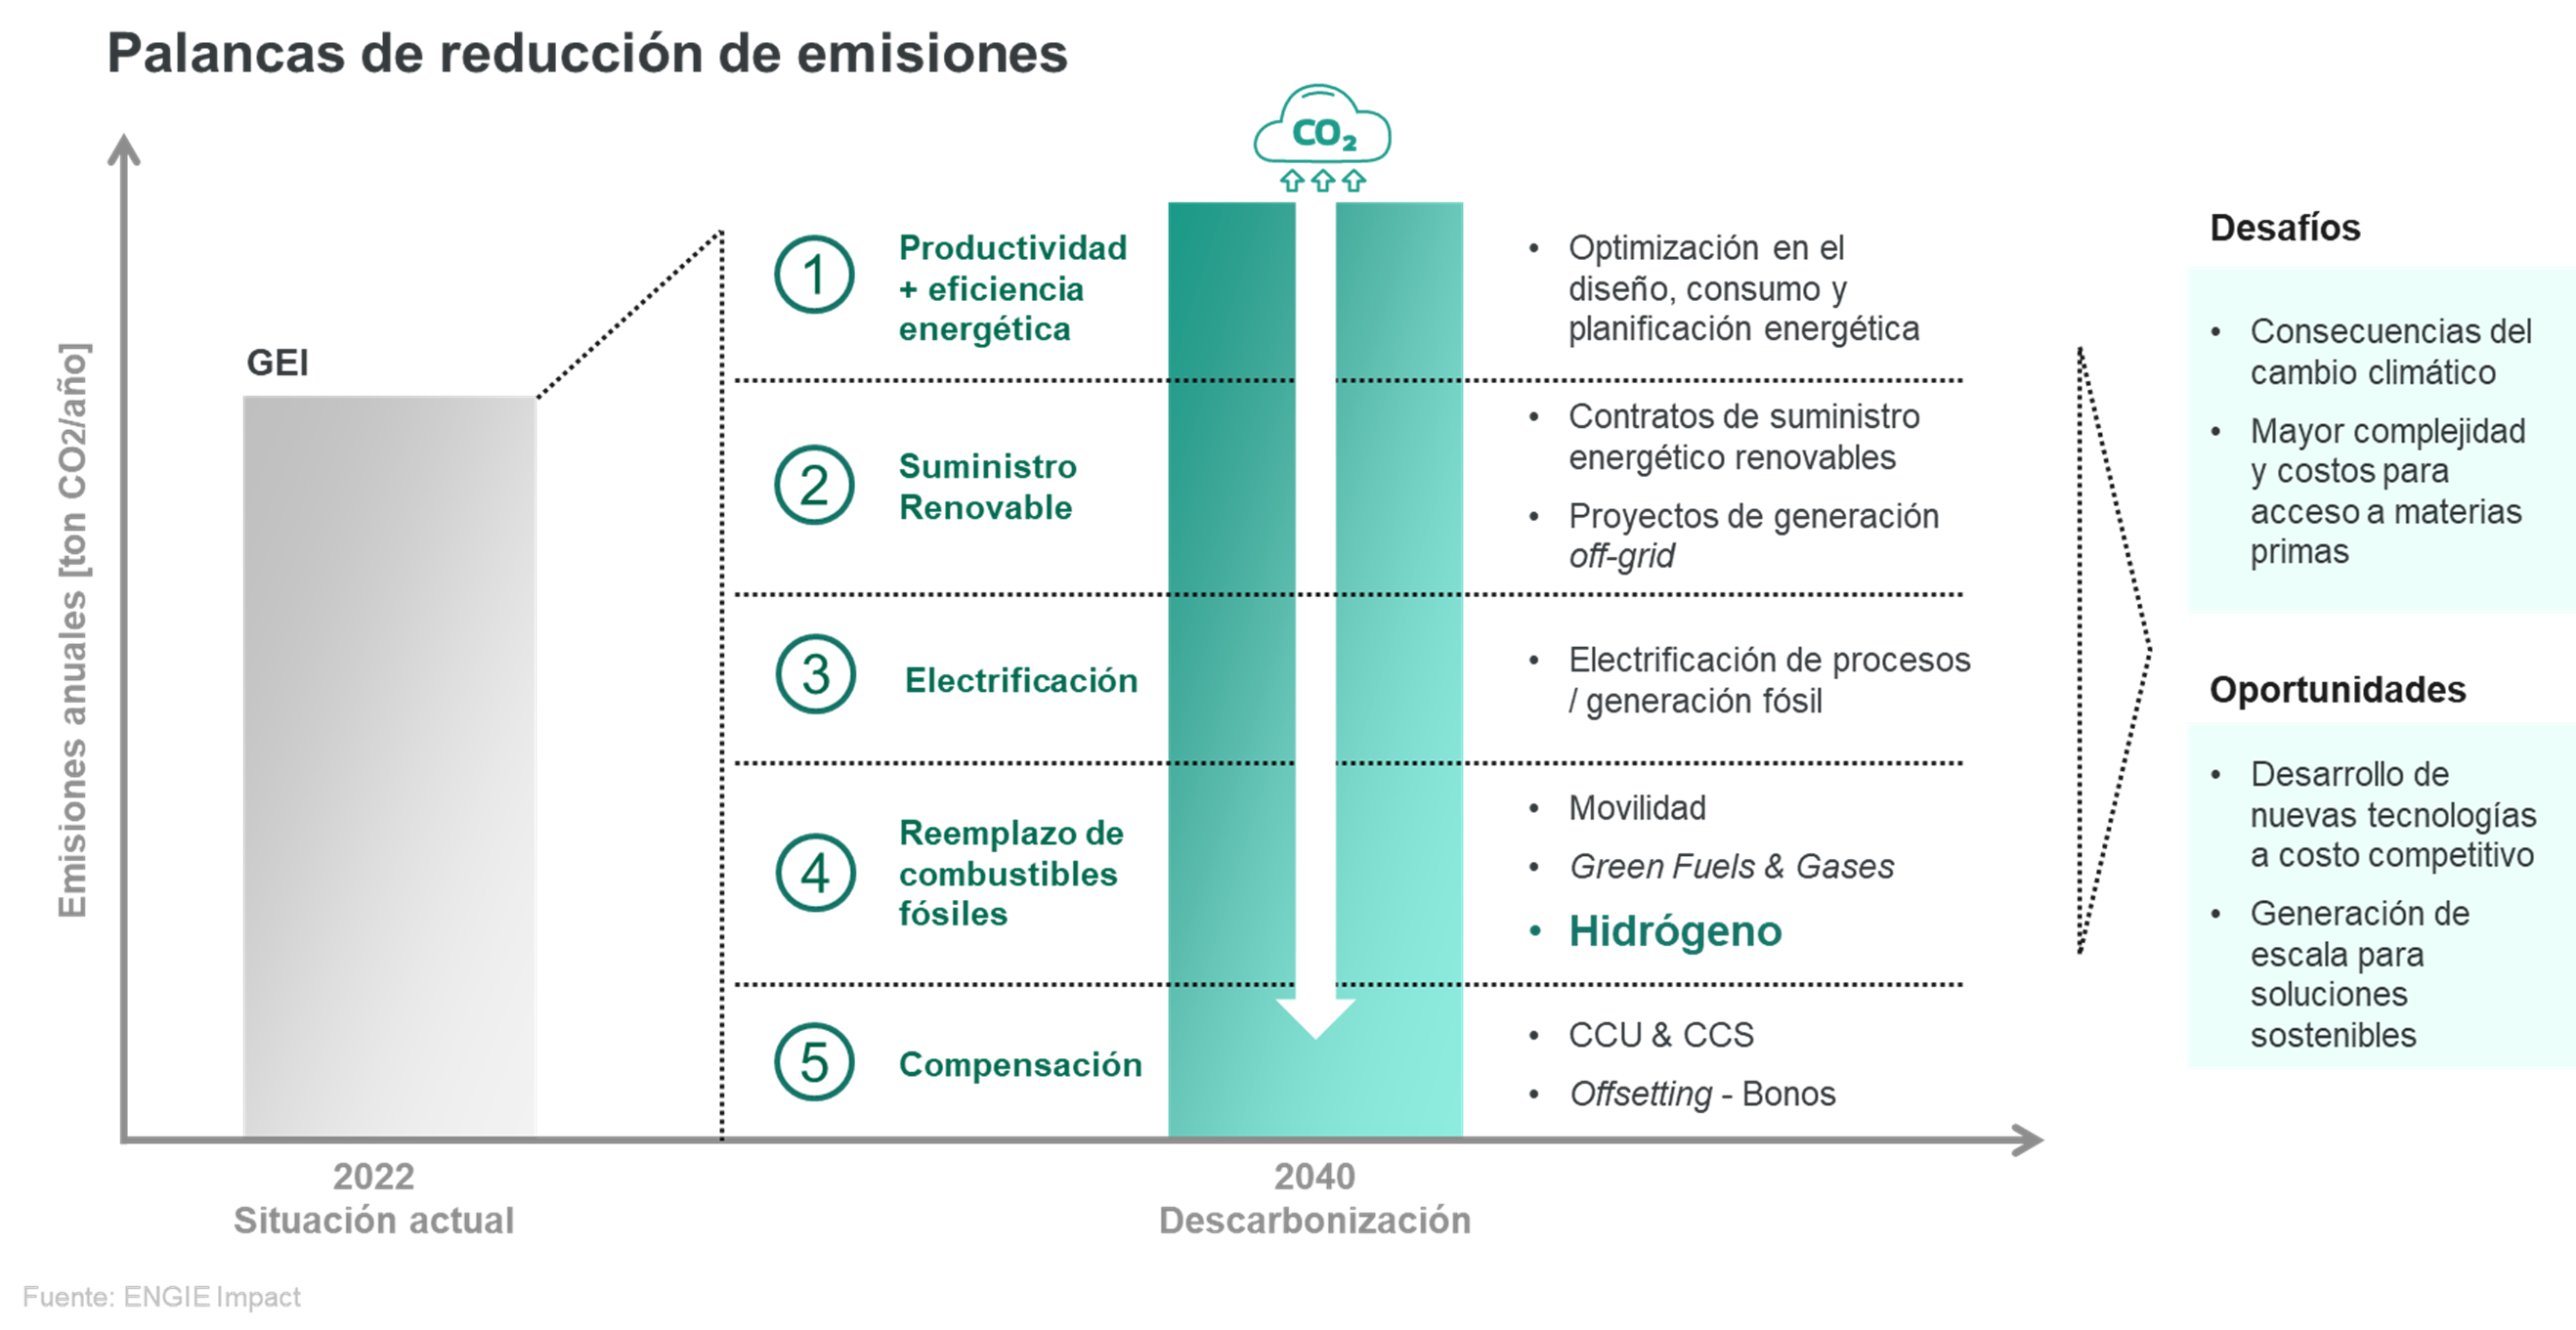 Palancas de reducción de emisiones
CO2
Emisiones anuales [ton CO2/año]
GEI
1
Productividad
+ eficiencia
energética
• Optimización en el
diseño, consumo y
planificación energética
2
Suministro
Renovable
• Contratos de suministro
energético renovables
• Proyectos de generación
off-grid
3
Electrificación
• Electrificación de procesos
/ generación fósil
4
Reemplazo de
combustibles
fósiles
• Movilidad
• Green Fuels & Gases
• Hidrógeno
5
Compensación
• CCU & CCS
• Offsetting - Bonos
2022
Situación actual
2040
Descarbonización
Desafíos
• Consecuencias del
cambio climático
• Mayor complejidad
y costos para
acceso a materias
primas
Oportunidades
• Desarrollo de
nuevas tecnologías
a costo competitivo
• Generación de
escala para
soluciones
sostenibles
Fuente: ENGIE Impact